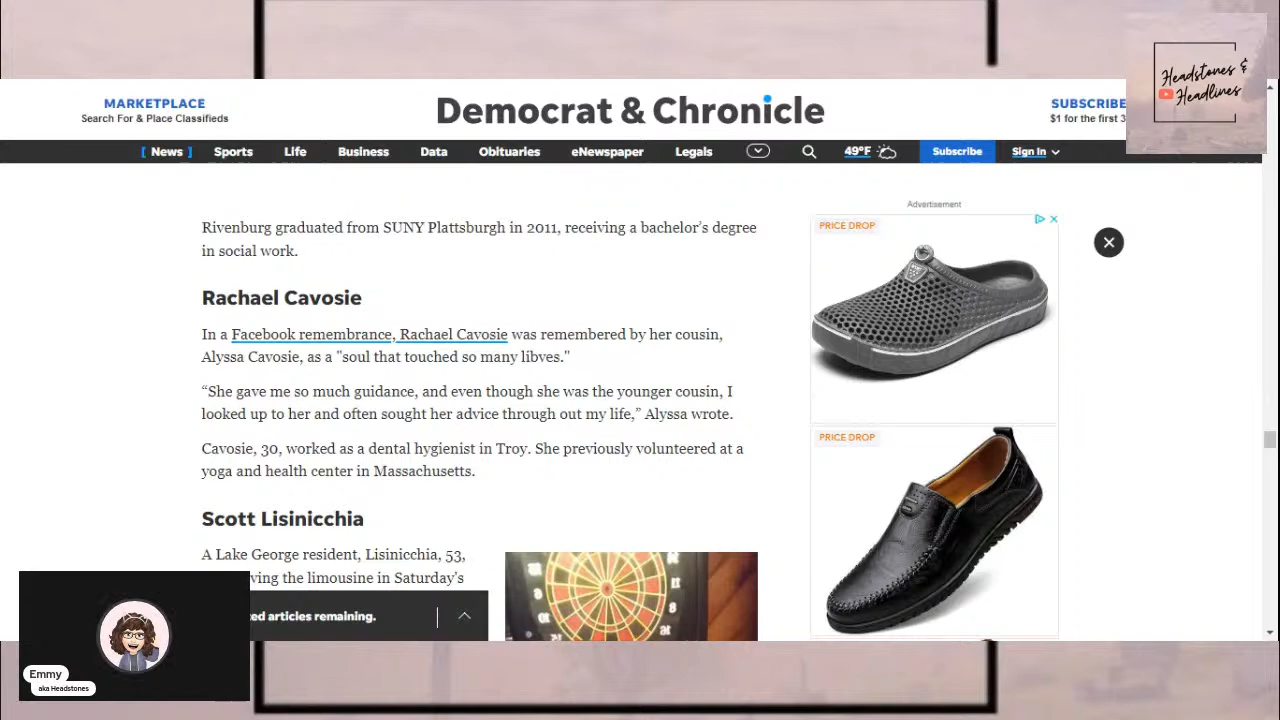 Headstones &
Headlines
MARKETPLACE
Search For & Place Classifieds
Democrat & Chronicle
SUBSCRIBE
$1 for the first 3
[ News ] Sports Life Business Data Obituaries eNewspaper Legals 49°F Subscribe Sign In
Rivenburg graduated from SUNY Plattsburgh in 2011, receiving a bachelor's degree
in social work.
Rachael Cavosie
In a Facebook remembrance, Rachael Cavosie was remembered by her cousin,
Alyssa Cavosie, as a "soul that touched so many libves."
“She gave me so much guidance, and even though she was the younger cousin, I
looked up to her and often sought her advice through out my life,” Alyssa wrote.
Cavosie, 30, worked as a dental hygienist in Troy. She previously volunteered at a
yoga and health center in Massachusetts.
Scott Lisinicchia
A Lake George resident, Lisinicchia, 53,
ving the limousine in Saturday's
ed articles remaining.
Advertisement
PRICE DROP
PRICE DROP
Emmy
aka Headstones